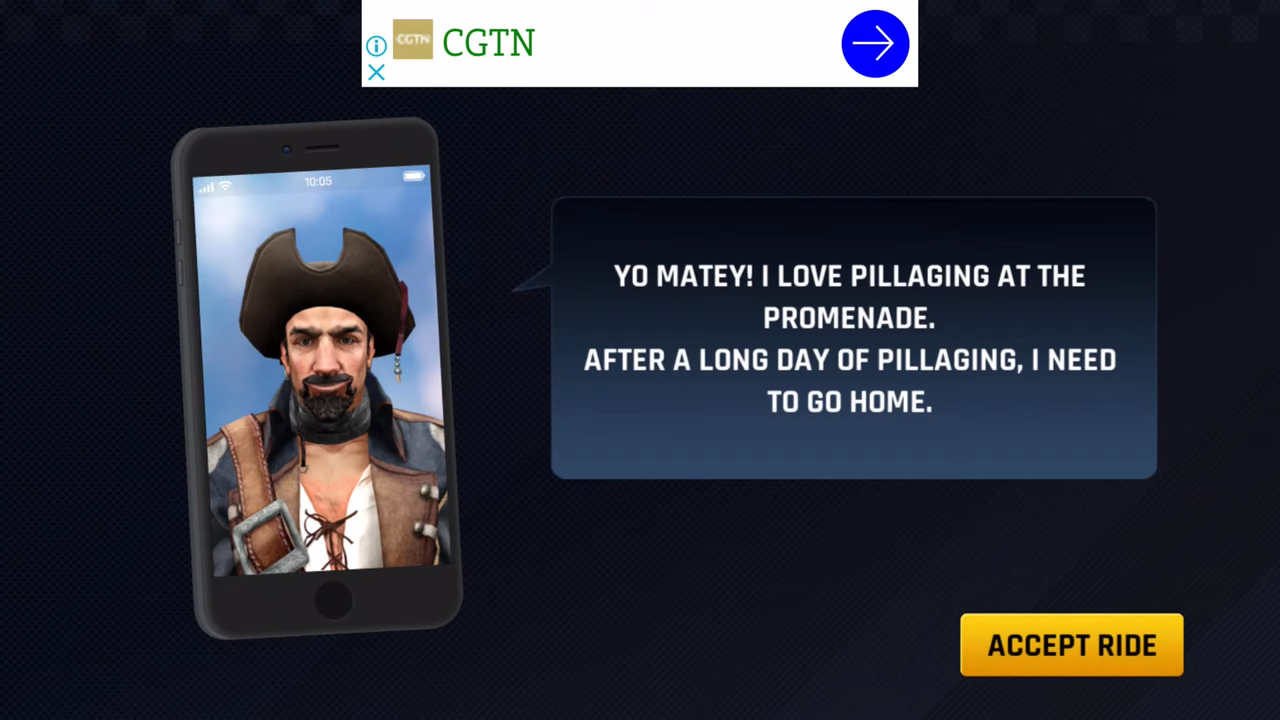 CGTN
CGTN
10:05
YO MATEY! I LOVE PILLAGING AT THE
PROMENADE.
AFTER A LONG DAY OF PILLAGING, I NEED
TO GO HOME.
ACCEPT RIDE